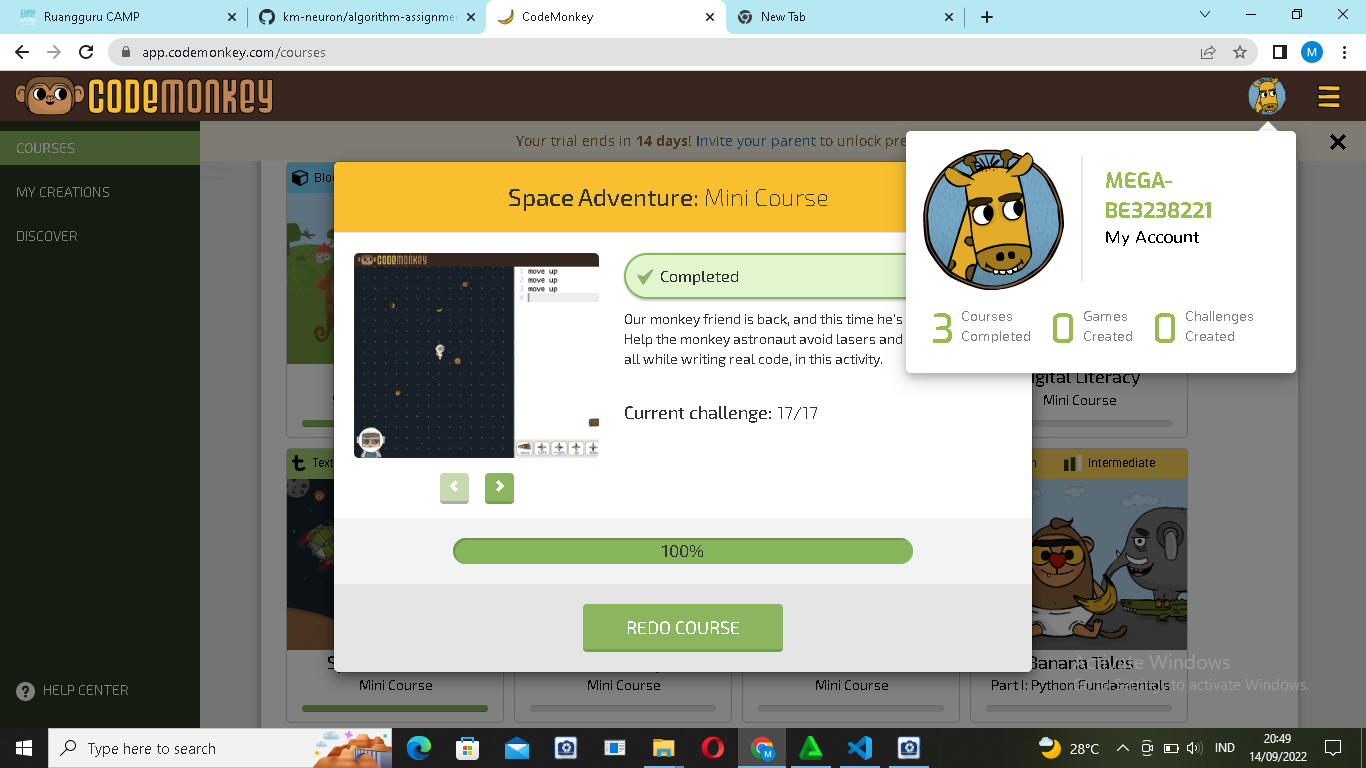 Ruangguru CAMP
km-neuron/algorithm-assignme
CodeMonkey
New Tab
app.codemonkey.com/courses
M
CODEMONKEY
COURSES
MY CREATIONS
DISCOVER
HELP CENTER
Your trial ends in 14 days! Invite your parent to unlock pre
Bloc
Space Adventure: Mini Course
CODEMONKEY
1 move up
2 move up
3 move up
4
Completed
Our monkey friend is back, and this time he's
Help the monkey astronaut avoid lasers and
all while writing real code, in this activity.
Current challenge: 17/17
100%
REDO COURSE
MEGA-
BE3238221
My Account
3 Courses Completed
0 Games Created
0 Challenges Created
igital Literacy
Mini Course
Text
Intermediate
S
Mini Course
Mini Course
Mini Course
Banana Tales
Part I: Python Fundamentals
Activate Windows
Go to Settings to activate Windows.
Type here to search
M
28°C
IND
20:49
14/09/2022